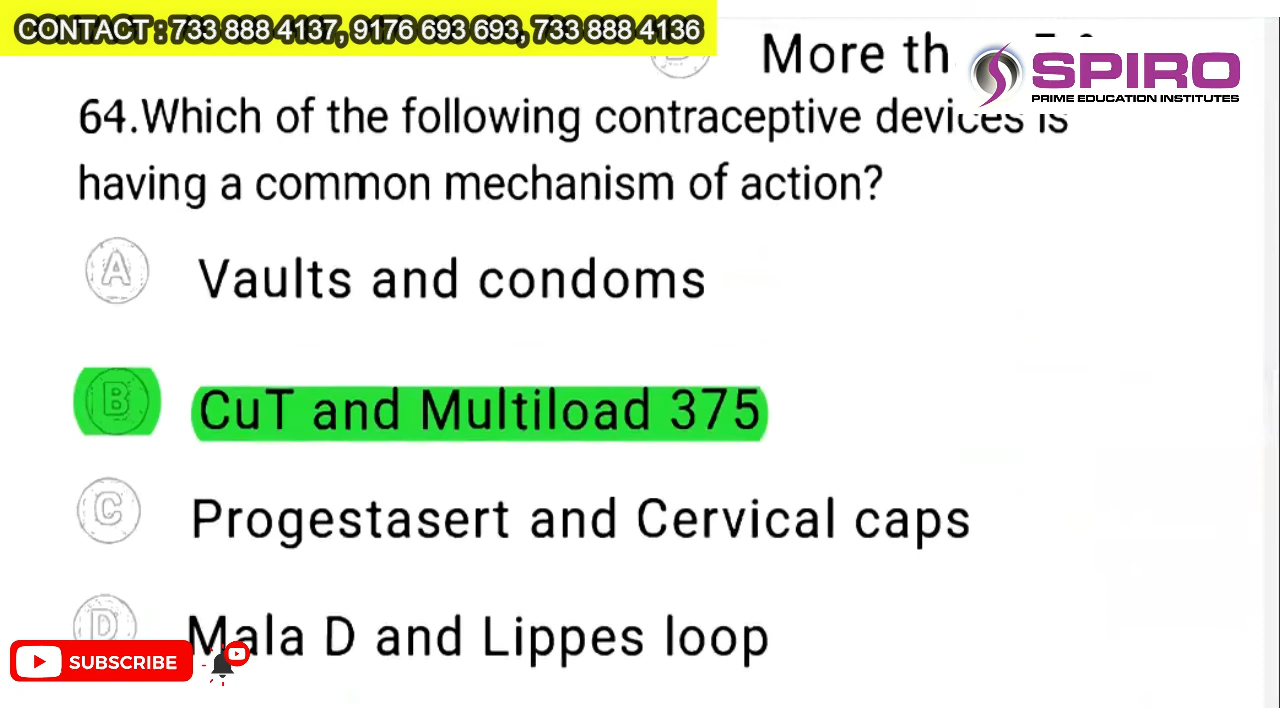 CONTACT : 733 888 4137, 9176 693 693, 733 888 4136
More th
SPIRO
PRIME EDUCATION INSTITUTES
64.Which of the following contraceptive devices is
having a common mechanism of action?
A Vaults and condoms
B CuT and Multiload 375
C Progestasert and Cervical caps
D Mala D and Lippes loop
SUBSCRIBE